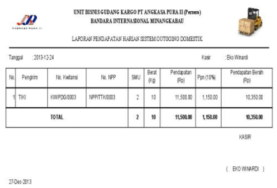 UNIT BISNIS GUDANG KARGO PT ANGKASA PURA II (Persero)
BANDARA INTERNASIONAL MINANGKABAU
LAPORAN PENDAPATAN HARIAN SISTEM OUTGOING DOMESTIK
Tanggal : 2013-12-24 Kasir : Eko Winardi
No. Pengirim No. Kwitansi No. NPP SMU Berat (Kg) Pendapatan (Rp) Ppn (10%) Pendapatan Bersih (Rp)
1 TIKI 2 10 11,500.00 1,150.00 10,350.00
TOTAL 2 10 11,500.00 1,150.00 10,350.00
KASIR
( EKO WINARDI )
27-Dec-2013